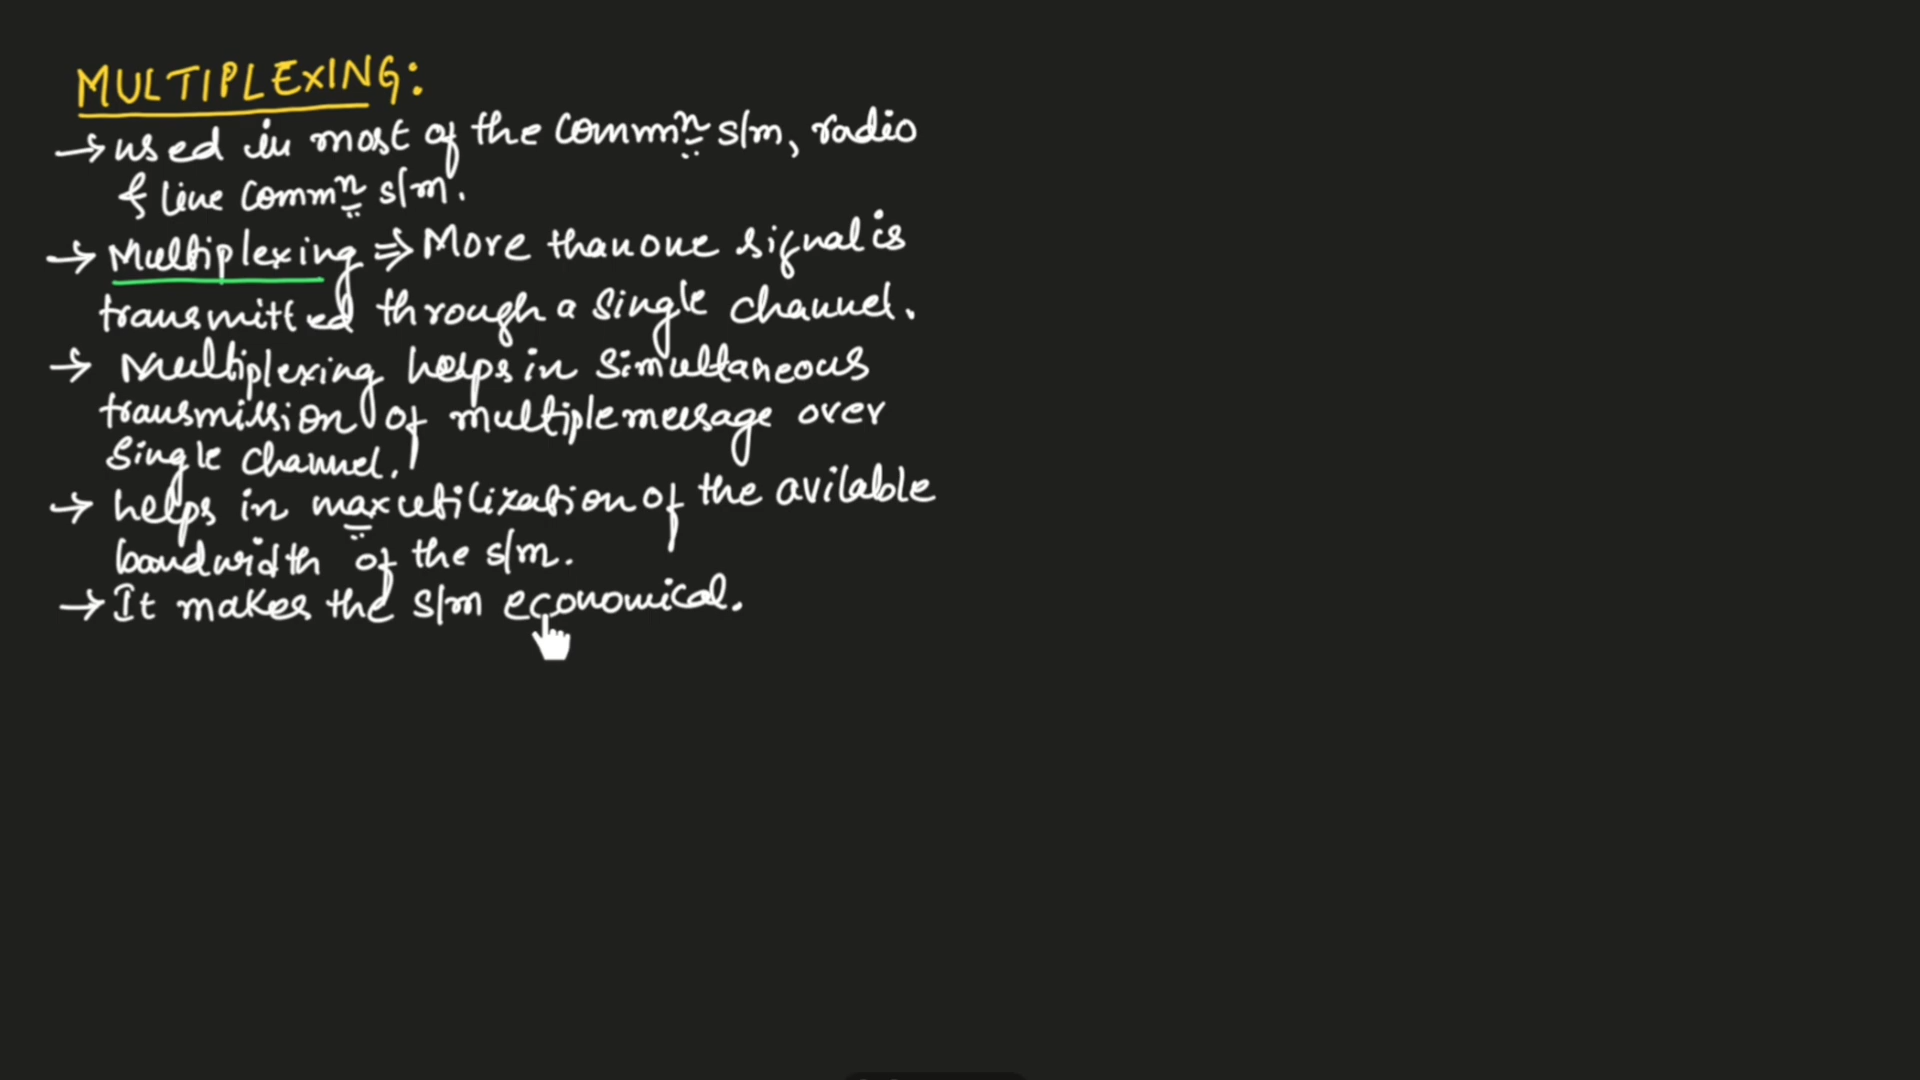 MULTIPLEXING:
→ used in most of the commⁿ s/m, radio
& line commⁿ s/m.
→ Multiplexing ⇒ More than one signal is
transmitted through a single channel.
→ Multiplexing helps in simultaneous
transmission of multiple message over
single channel.
→ helps in max utilization of the avilable
bandwidth of the s/m.
→ It makes the s/m economical.